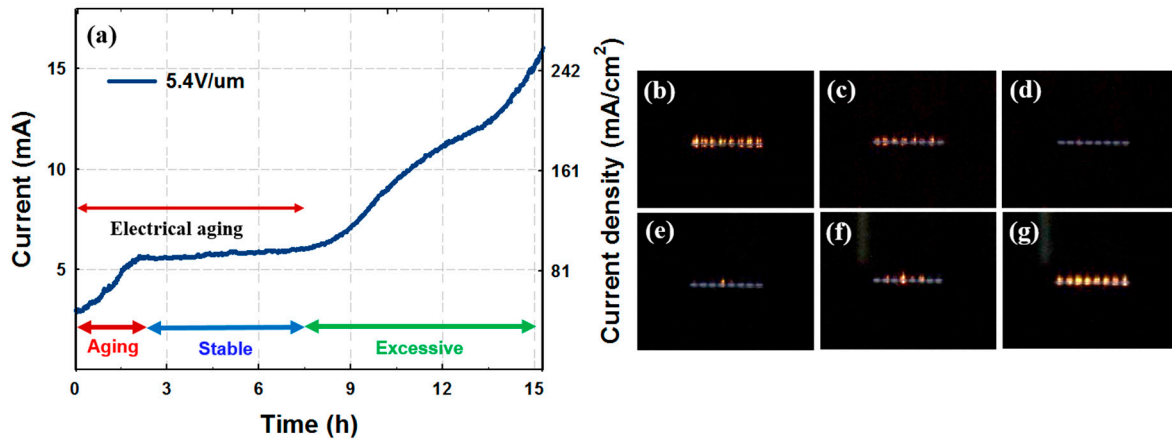 (a)
5.4V/um
Current (mA)
15
10
5
242
161
81
Current density (mA/cm²)
Electrical aging
Aging
Stable
Excessive
0
3
6
9
12
15
Time (h)
(b)
(c)
(d)
(e)
(f)
(g)